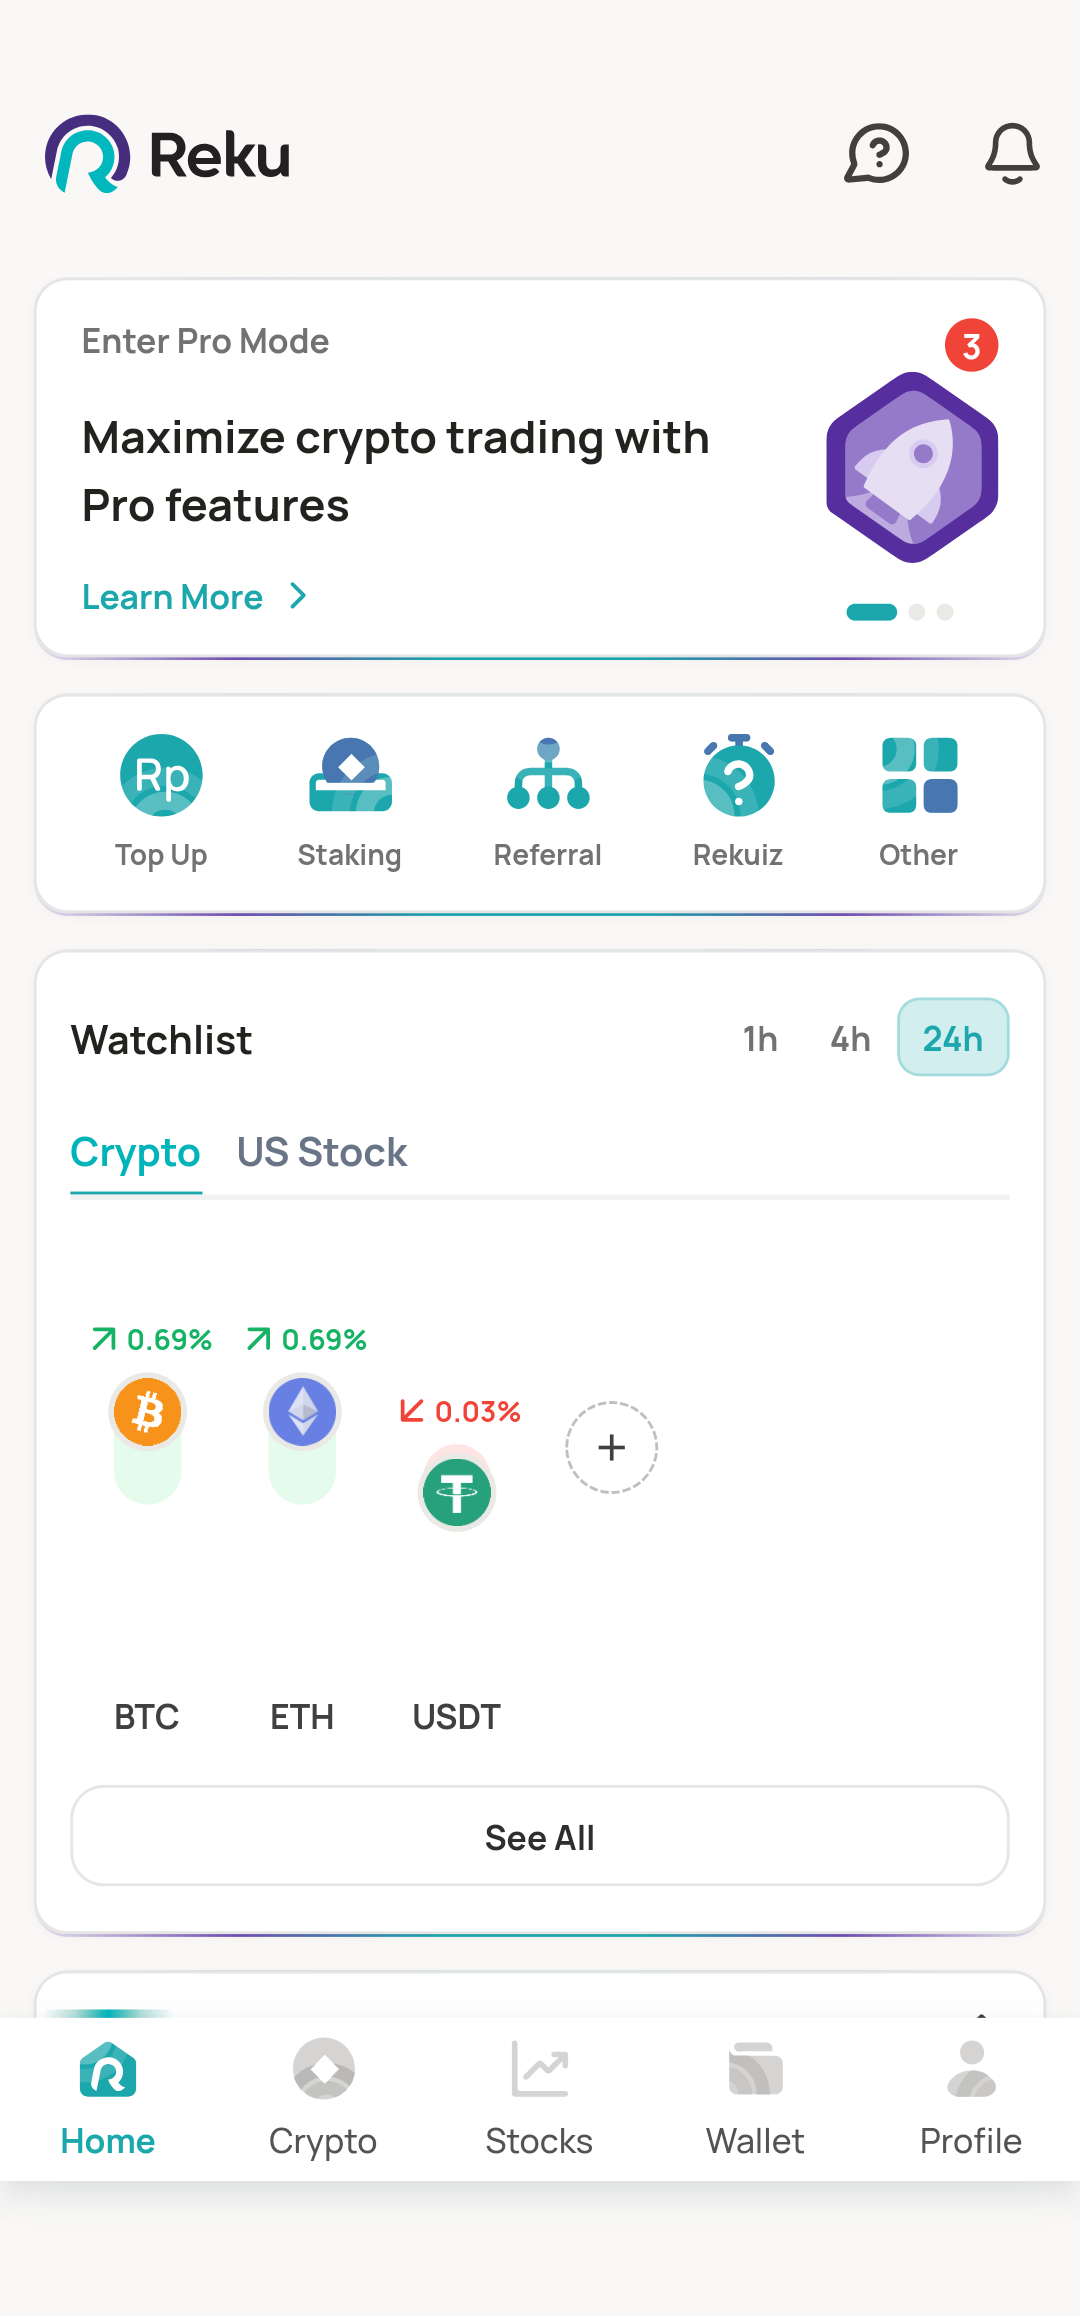 Reku
Enter Pro Mode
3
Maximize crypto trading with
Pro features
Learn More
Rp
Top Up
Staking
Referral
Rekuiz
Other
Watchlist
1h
4h
24h
Crypto
US Stock
0.69%
0.69%
0.03%
BTC
ETH
USDT
See All
Home
Crypto
Stocks
Wallet
Profile